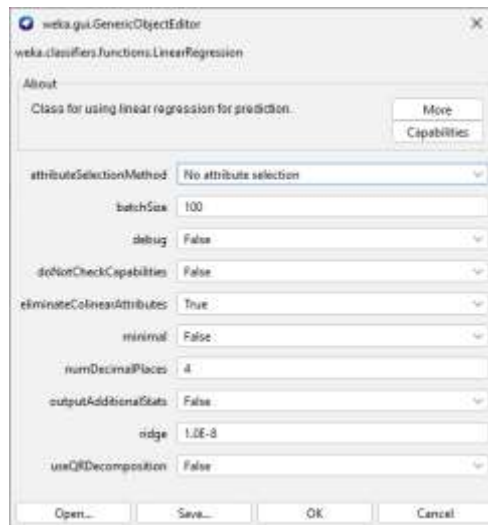 weka.gui.GenericObjectEditor
weka.classifiers.functions.LinearRegression
About
Class for using linear regression for prediction.
More
Capabilities
attributeSelectionMethod No attribute selection
batchSize 100
debug False
doNotCheckCapabilities False
eliminateColinearAttributes True
minimal False
numDecimalPlaces 4
outputAdditionalStats False
ridge 1.0E-8
useQRDecomposition False
Open... Save... OK Cancel